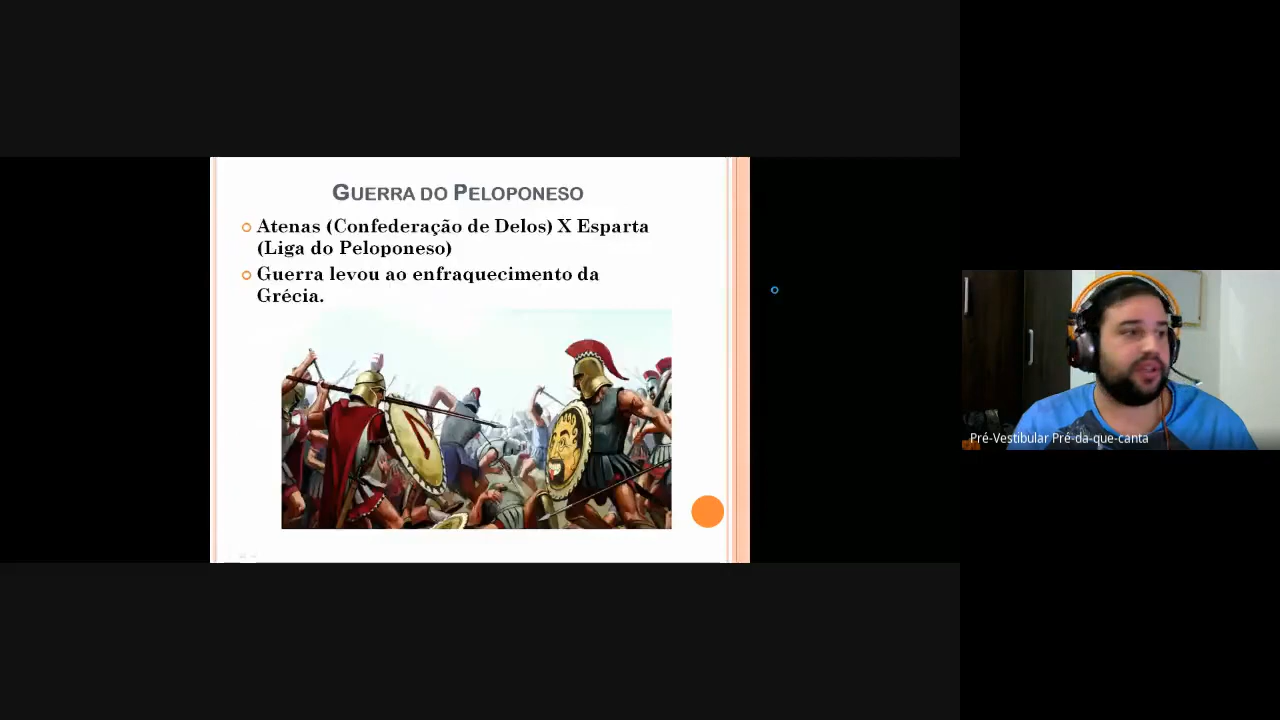 GUERRA DO PELOPONESO
Atenas (Confederação de Delos) X Esparta
(Liga do Peloponeso)
Guerra levou ao enfraquecimento da
Grécia.
Pré-Vestibular Pré-da-que-canta